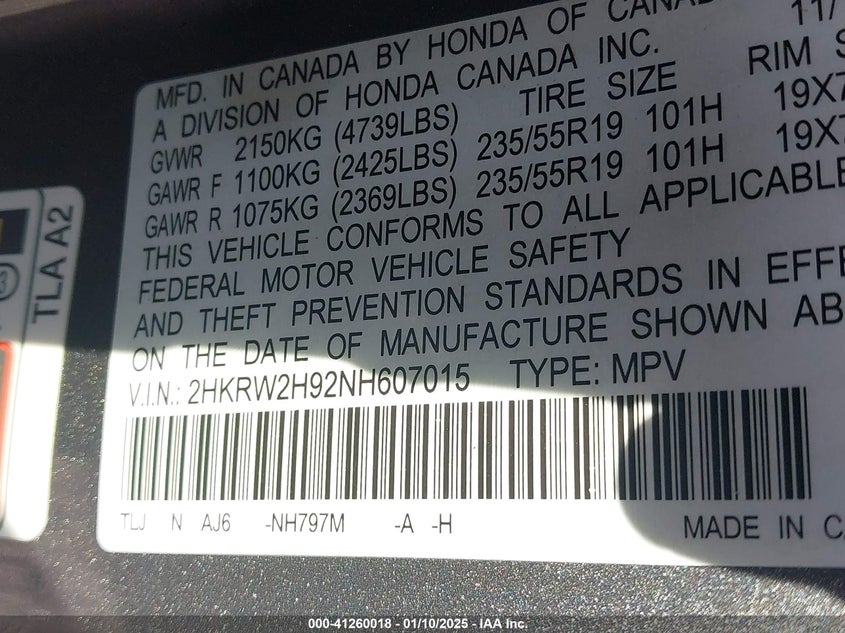 MFD. IN CANADA BY HONDA OF 11/
A DIVISION OF HONDA CANADA INC.
TIRE SIZE RIM
GVWR 2150KG (4739LBS)
GAWR F 1100KG (2425LBS) 235/55R19 101H 19X7
GAWR R 1075KG (2369LBS) 235/55R19 101H 19X7
THIS VEHICLE CONFORMS TO ALL APPLICABLE
FEDERAL MOTOR VEHICLE SAFETY
AND THEFT PREVENTION STANDARDS IN EFFE
ON THE DATE OF MANUFACTURE SHOWN AB
V.I.N.: 2HKRW2H92NH607015 TYPE: MPV
TLJ N AJ6 -NH797M -A -H MADE IN CA
TLA A2
3
000-41260018 - 01/10/2025 - IAA Inc.